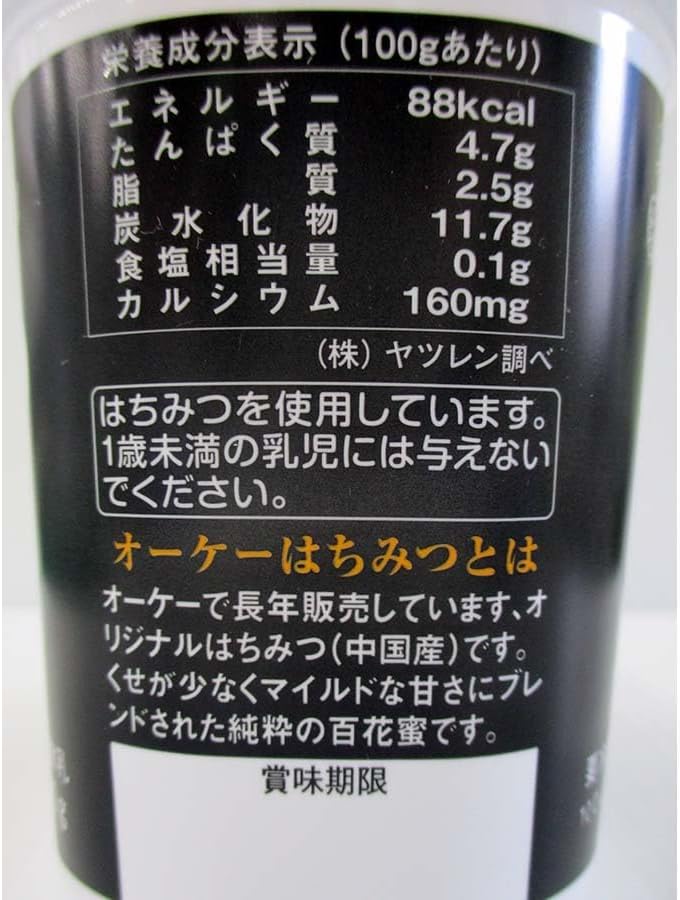 栄養成分表示（100gあたり）
エネルギー 88kcal
たんぱく質 4.7g
脂質 2.5g
炭水化物 11.7g
食塩相当量 0.1g
カルシウム 160mg
（株）ヤツレン調べ
はちみつを使用しています。
1歳未満の乳児には与えない
でください。
オーケーはちみつとは
オーケーで長年販売しています、オ
リジナルはちみつ（中国産）です。
くせが少なくマイルドな甘さにブレ
ンドされた純粋の百花蜜です。
賞味期限